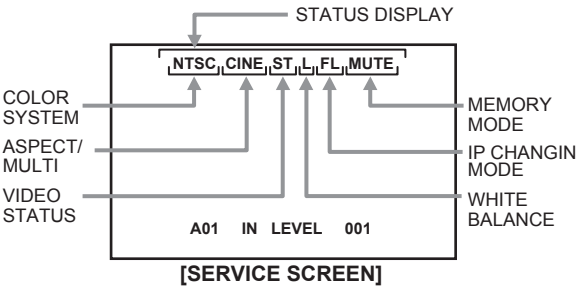 STATUS DISPLAY
NTSC CINE ST L FL MUTE
COLOR
SYSTEM
ASPECT/
MULTI
VIDEO
STATUS
MEMORY
MODE
IP CHANGIN
MODE
WHITE
BALANCE
A01 IN LEVEL 001
[SERVICE SCREEN]